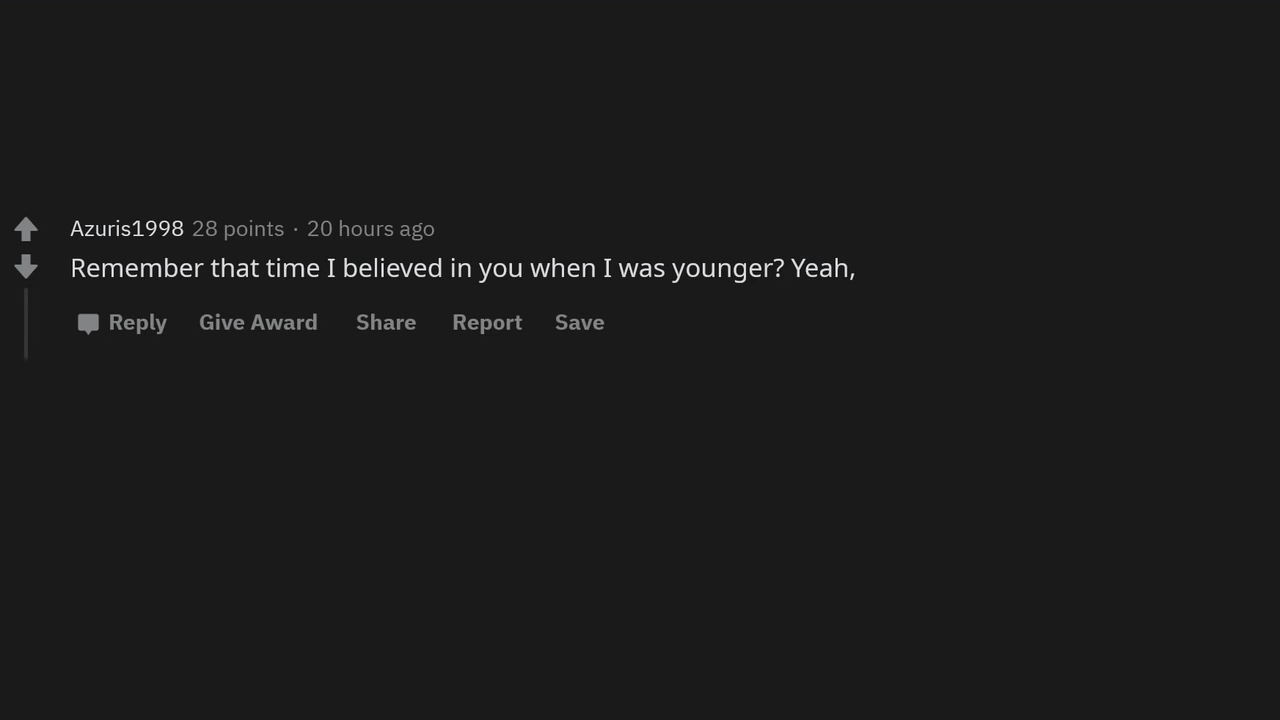 Azuris1998 28 points · 20 hours ago
Remember that time I believed in you when I was younger? Yeah,
Reply Give Award Share Report Save